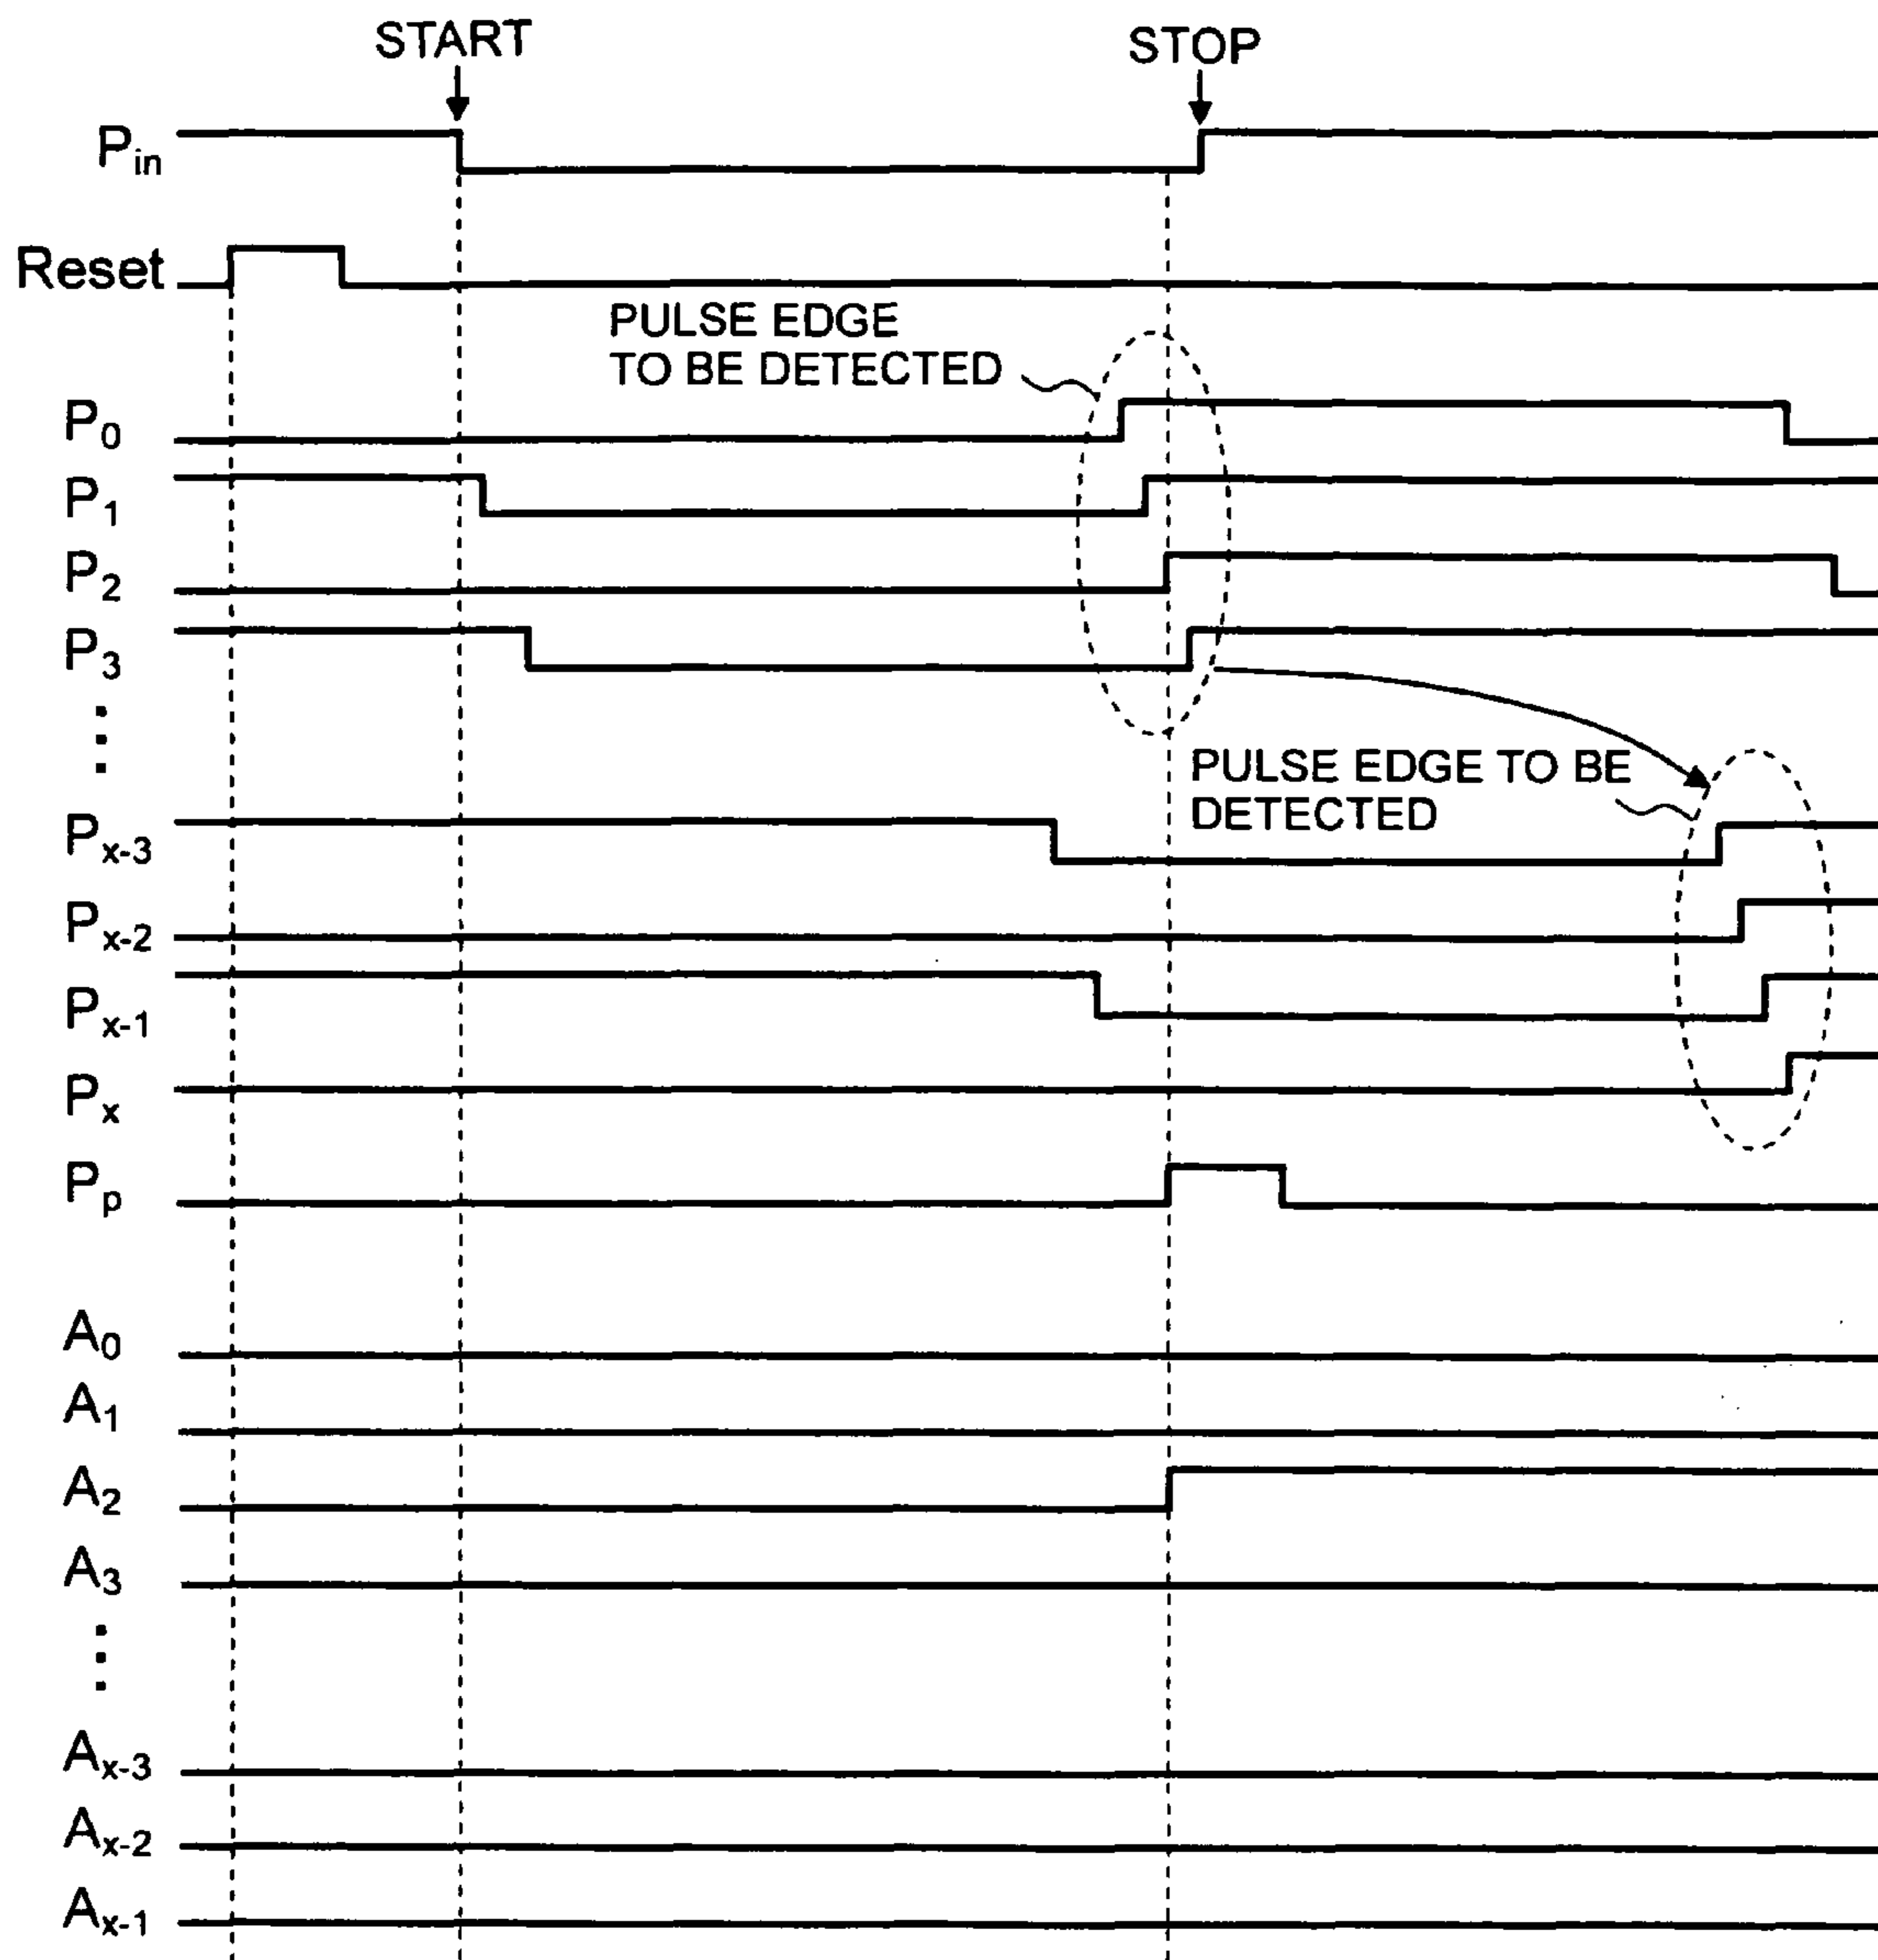 START
STOP
Pin
Reset
PULSE EDGE
TO BE DETECTED
P0
P1
P2
P3
⋮
PULSE EDGE TO BE
DETECTED
Px-3
Px-2
Px-1
Px
Pp
A0
A1
A2
A3
⋮
Ax-3
Ax-2
Ax-1